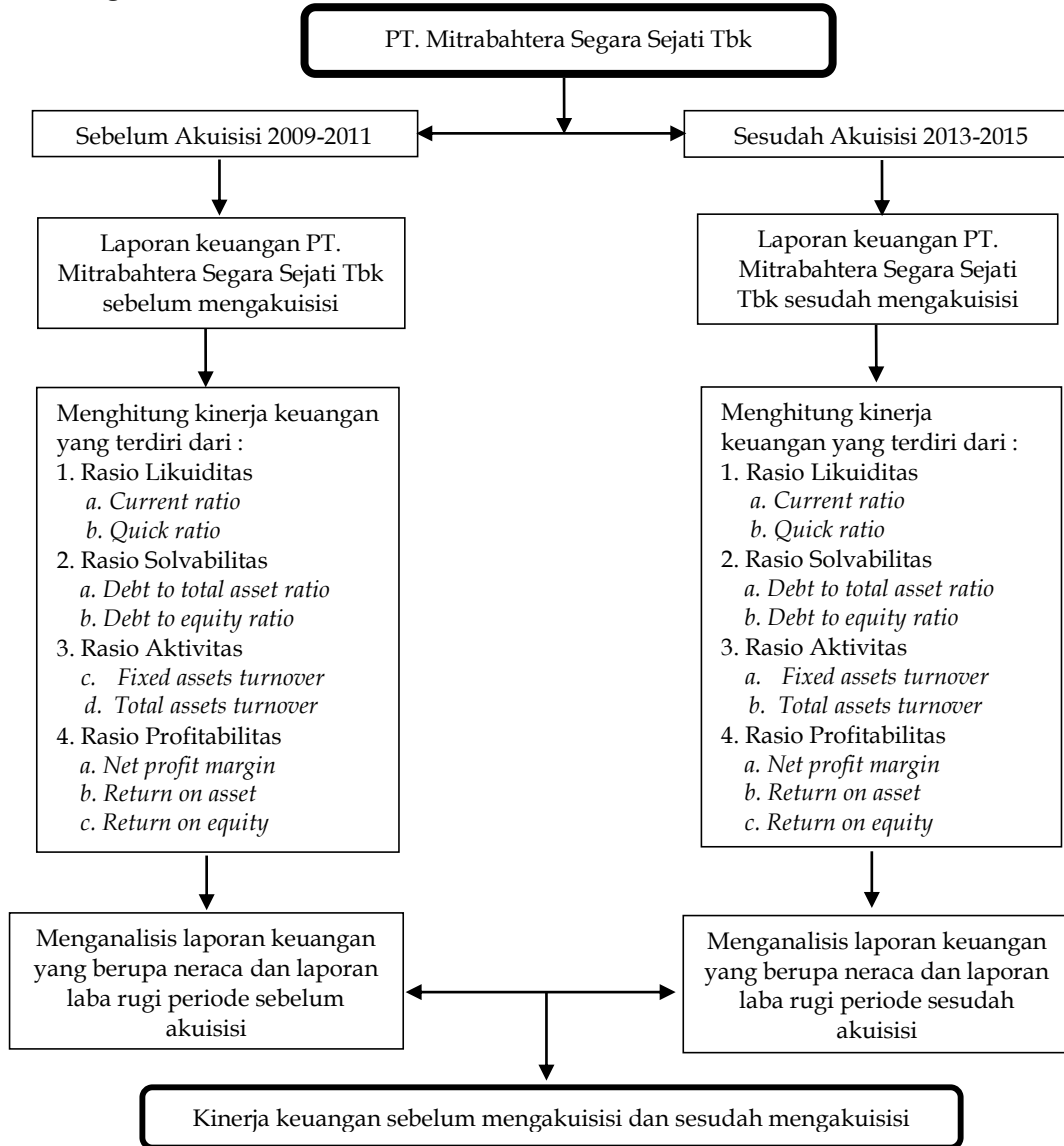 PT. Mitrabahtera Segara Sejati Tbk
Sebelum Akuisisi 2009-2011
Laporan keuangan PT.
Mitrabahtera Segara Sejati Tbk
sebelum mengakuisisi
Menghitung kinerja keuangan
yang terdiri dari :
1. Rasio Likuiditas
a. Current ratio
b. Quick ratio
2. Rasio Solvabilitas
a. Debt to total asset ratio
b. Debt to equity ratio
3. Rasio Aktivitas
c. Fixed assets turnover
d. Total assets turnover
4. Rasio Profitabilitas
a. Net profit margin
b. Return on asset
c. Return on equity
Menganalisis laporan keuangan
yang berupa neraca dan laporan
laba rugi periode sebelum
akuisisi
Sesudah Akuisisi 2013-2015
Laporan keuangan PT.
Mitrabahtera Segara Sejati
Tbk sesudah mengakuisisi
Menghitung kinerja
keuangan yang terdiri dari :
1. Rasio Likuiditas
a. Current ratio
b. Quick ratio
2. Rasio Solvabilitas
a. Debt to total asset ratio
b. Debt to equity ratio
3. Rasio Aktivitas
a. Fixed assets turnover
b. Total assets turnover
4. Rasio Profitabilitas
a. Net profit margin
b. Return on asset
c. Return on equity
Menganalisis laporan keuangan
yang berupa neraca dan laporan
laba rugi periode sesudah
akuisisi
Kinerja keuangan sebelum mengakuisisi dan sesudah mengakuisisi